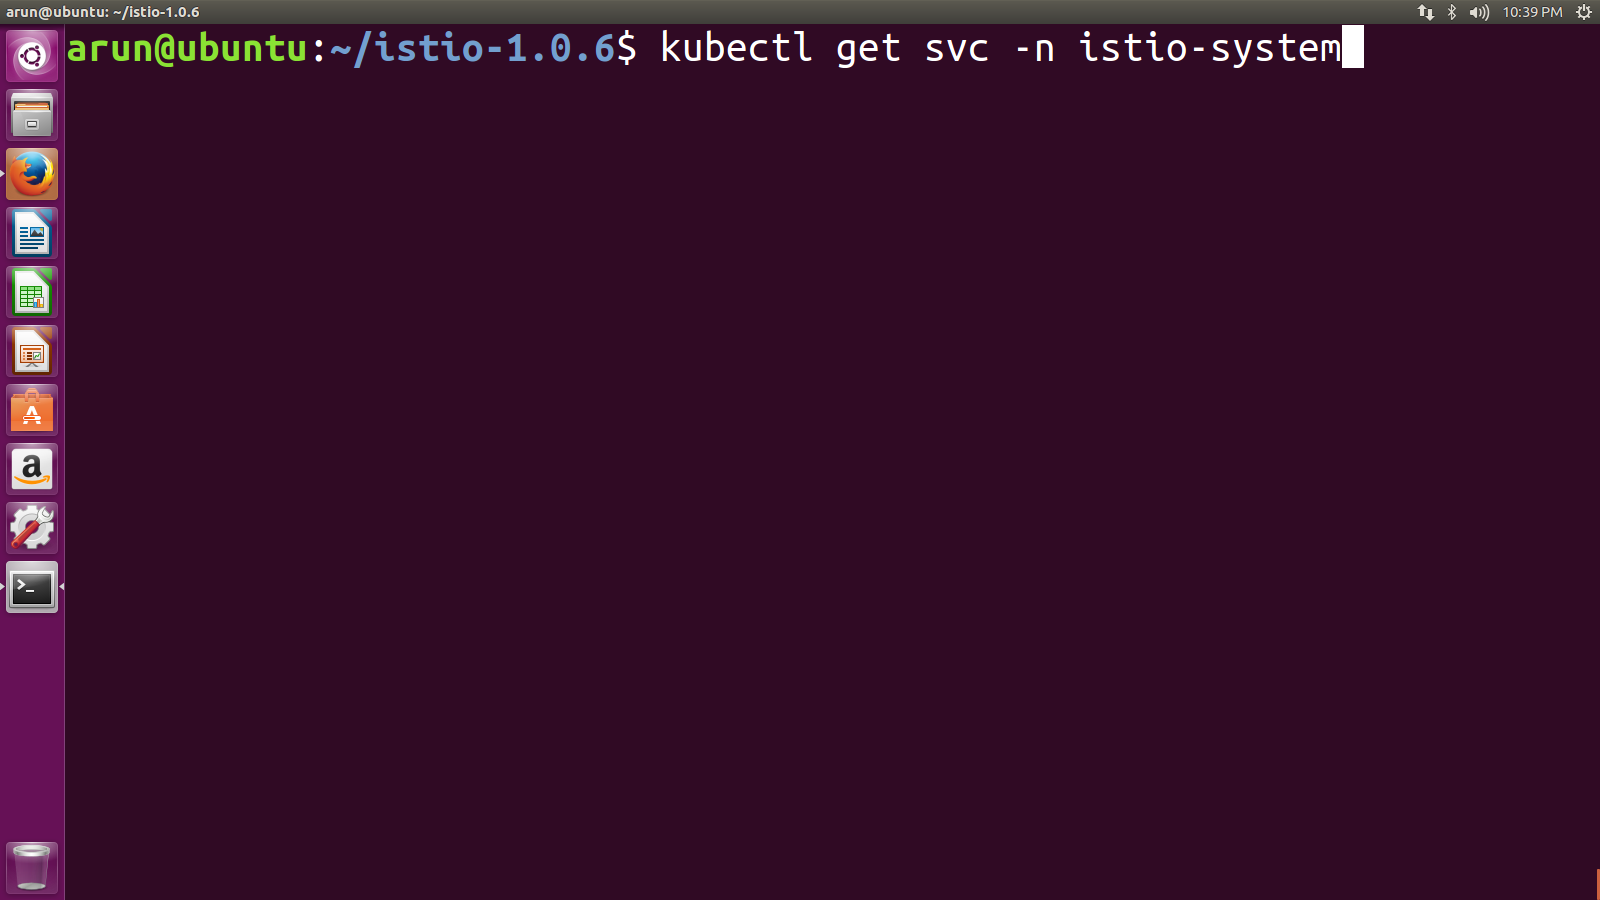 arun@ubuntu: ~/istio-1.0.6
10:39 PM
arun@ubuntu:~/istio-1.0.6$ kubectl get svc -n istio-system
A
a
>_